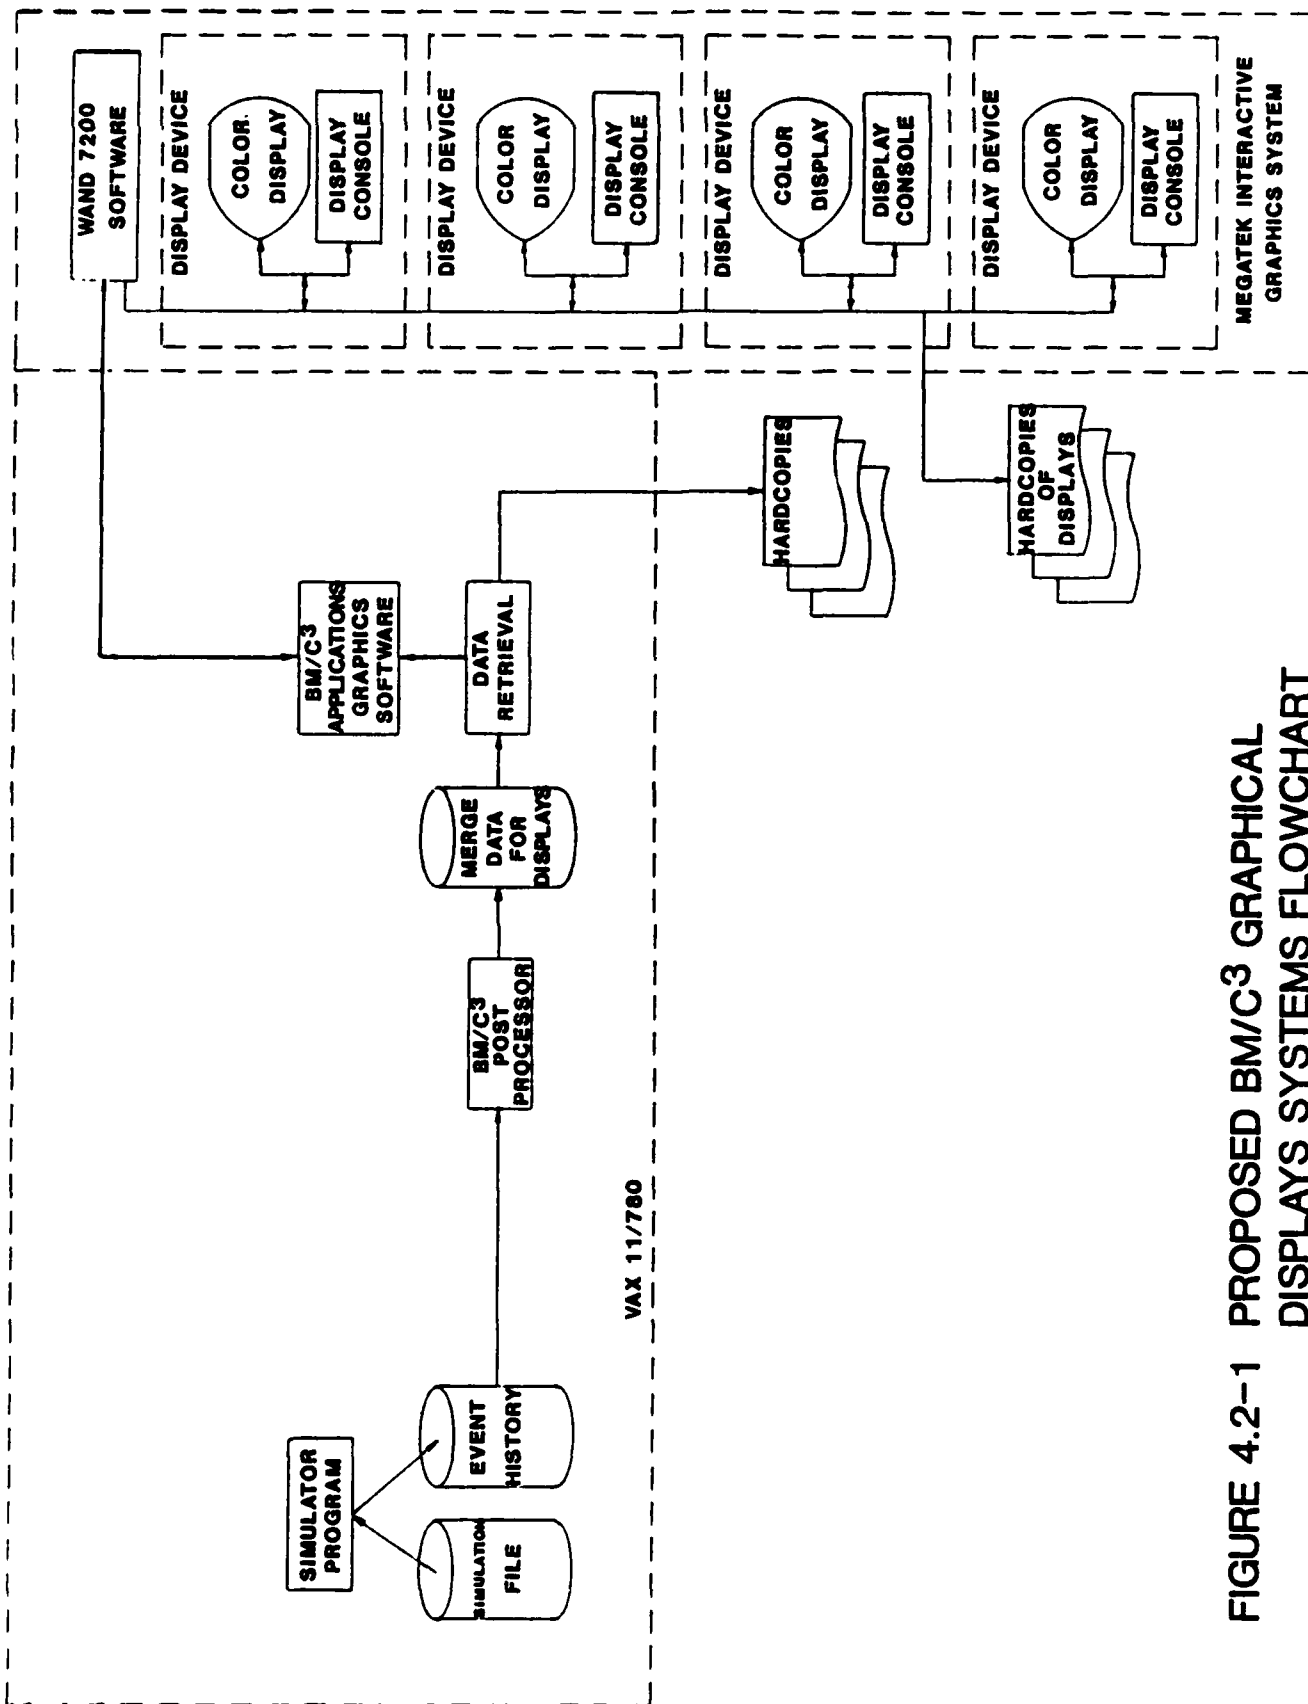 SIMULATOR
PROGRAM
SIMULATION
FILE
EVENT
HISTORY
VAX 11/780
BM/C³
POST
PROCESSOR
MERGE
DATA
FOR
DISPLAYS
BM/C³
APPLICATIONS
GRAPHICS
SOFTWARE
DATA
RETRIEVAL
HARDCOPIES
HARDCOPIES
OF
DISPLAYS
WAND 7200
SOFTWARE
DISPLAY DEVICE
COLOR
DISPLAY
DISPLAY
CONSOLE
DISPLAY DEVICE
COLOR
DISPLAY
DISPLAY
CONSOLE
DISPLAY DEVICE
COLOR
DISPLAY
DISPLAY
CONSOLE
DISPLAY DEVICE
COLOR
DISPLAY
DISPLAY
CONSOLE
MEGATEK INTERACTIVE
GRAPHICS SYSTEM
FIGURE 4.2-1 PROPOSED BM/C³ GRAPHICAL
DISPLAYS SYSTEMS FLOWCHART